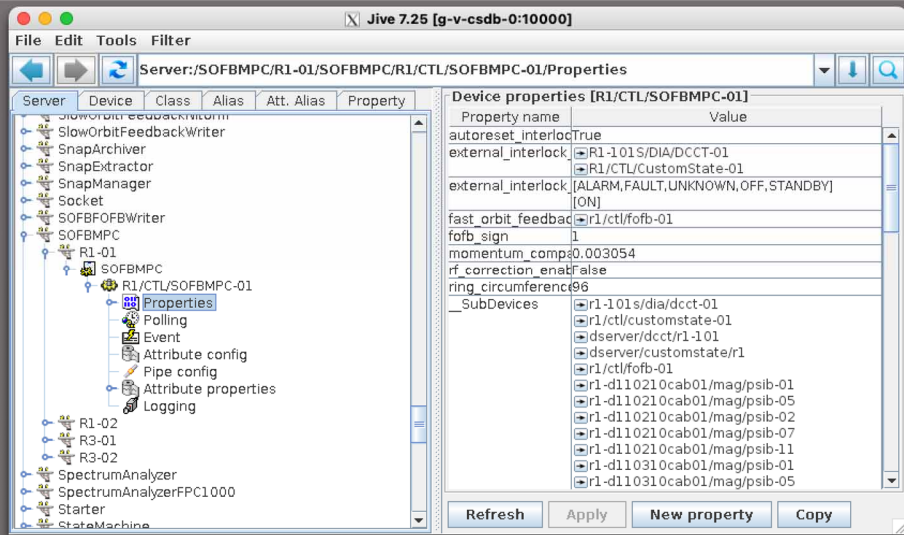 Jive 7.25 [g-v-csdb-0:10000]
File Edit Tools Filter
Server:/SOFBMPC/R1-01/SOFBMPC/R1/CTL/SOFBMPC-01/Properties
Server Device Class Alias Att. Alias Property
SlowOrbitFeedbackNitorm
SlowOrbitFeedbackWriter
SnapArchiver
SnapExtractor
SnapManager
Socket
SOFBFOFBWriter
SOFBMPC
R1-01
SOFBMPC
R1/CTL/SOFBMPC-01
Properties
Polling
Event
Attribute config
Pipe config
Attribute properties
Logging
R1-02
R3-01
R3-02
SpectrumAnalyzer
SpectrumAnalyzerFPC1000
Starter
StateMachine
Device properties [R1/CTL/SOFBMPC-01]
Property name Value
autoreset_interloc True
external_interlock_ R1-101S/DIA/DCCT-01
R1/CTL/CustomState-01
external_interlock_ [ALARM,FAULT,UNKNOWN,OFF,STANDBY]
[ON]
fast_orbit_feedbac r1/ctl/fofb-01
fofb_sign 1
momentum_compa 0.003054
rf_correction_enab False
ring_circumference 96
__SubDevices r1-101s/dia/dcct-01
r1/ctl/customstate-01
dserver/dcct/r1-101
dserver/customstate/r1
r1/ctl/fofb-01
r1-d110210cab01/mag/psib-01
r1-d110210cab01/mag/psib-05
r1-d110210cab01/mag/psib-02
r1-d110210cab01/mag/psib-07
r1-d110210cab01/mag/psib-11
r1-d110310cab01/mag/psib-01
r1-d110310cab01/mag/psib-05
Refresh Apply New property Copy